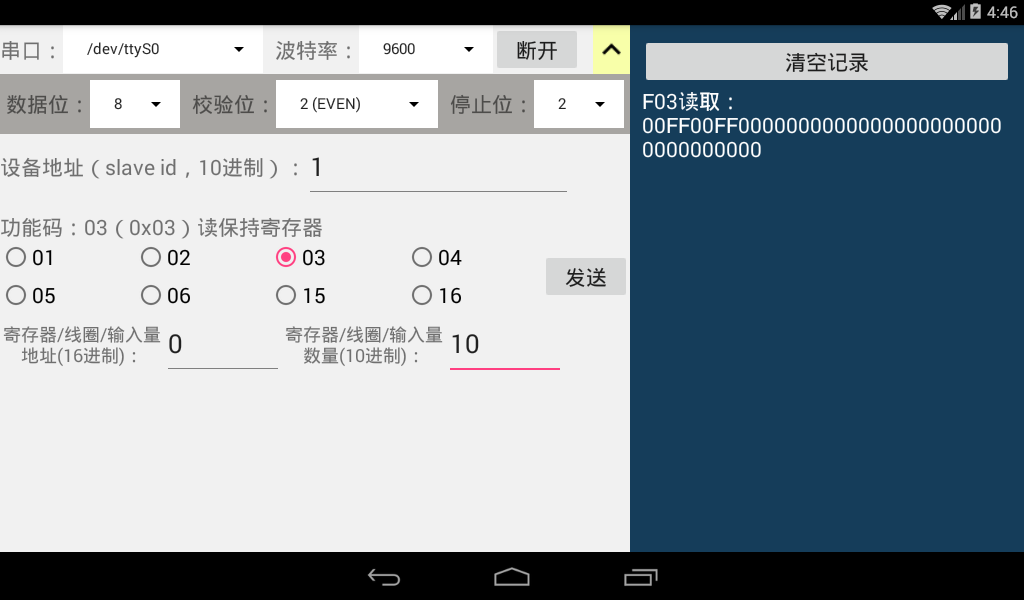 4:46
串口：
/dev/ttyS0
波特率：
9600
断开
数据位：
8
校验位：
2 (EVEN)
停止位：
2
设备地址（slave id，10进制）：
1
功能码：03（0x03）读保持寄存器
01
02
03
04
05
06
15
16
发送
寄存器/线圈/输入量
地址(16进制)：
0
寄存器/线圈/输入量
数量(10进制)：
10
清空记录
F03读取：
00FF00FF0000000000000000000000
0000000000